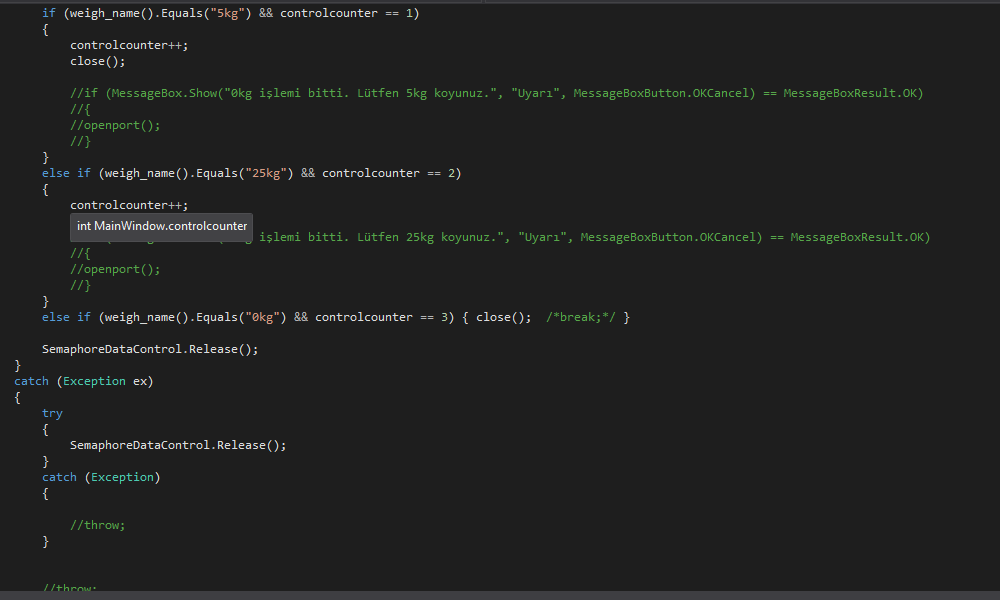 if (weigh_name().Equals("5kg") && controlcounter == 1)
{
controlcounter++;
close();
//if (MessageBox.Show("0kg işlemi bitti. Lütfen 5kg koyunuz.", "Uyarı", MessageBoxButton.OKCancel) == MessageBoxResult.OK)
//{
//openport();
//}
}
else if (weigh_name().Equals("25kg") && controlcounter == 2)
{
controlcounter++;
int MainWindow.controlcounter
işlemi bitti. Lütfen 25kg koyunuz.", "Uyarı", MessageBoxButton.OKCancel) == MessageBoxResult.OK)
//{
//openport();
//}
}
else if (weigh_name().Equals("0kg") && controlcounter == 3) { close();  /*break;*/ }
SemaphoreDataControl.Release();
}
catch (Exception ex)
{
try
{
SemaphoreDataControl.Release();
}
catch (Exception)
{
//throw;
}
//throw;